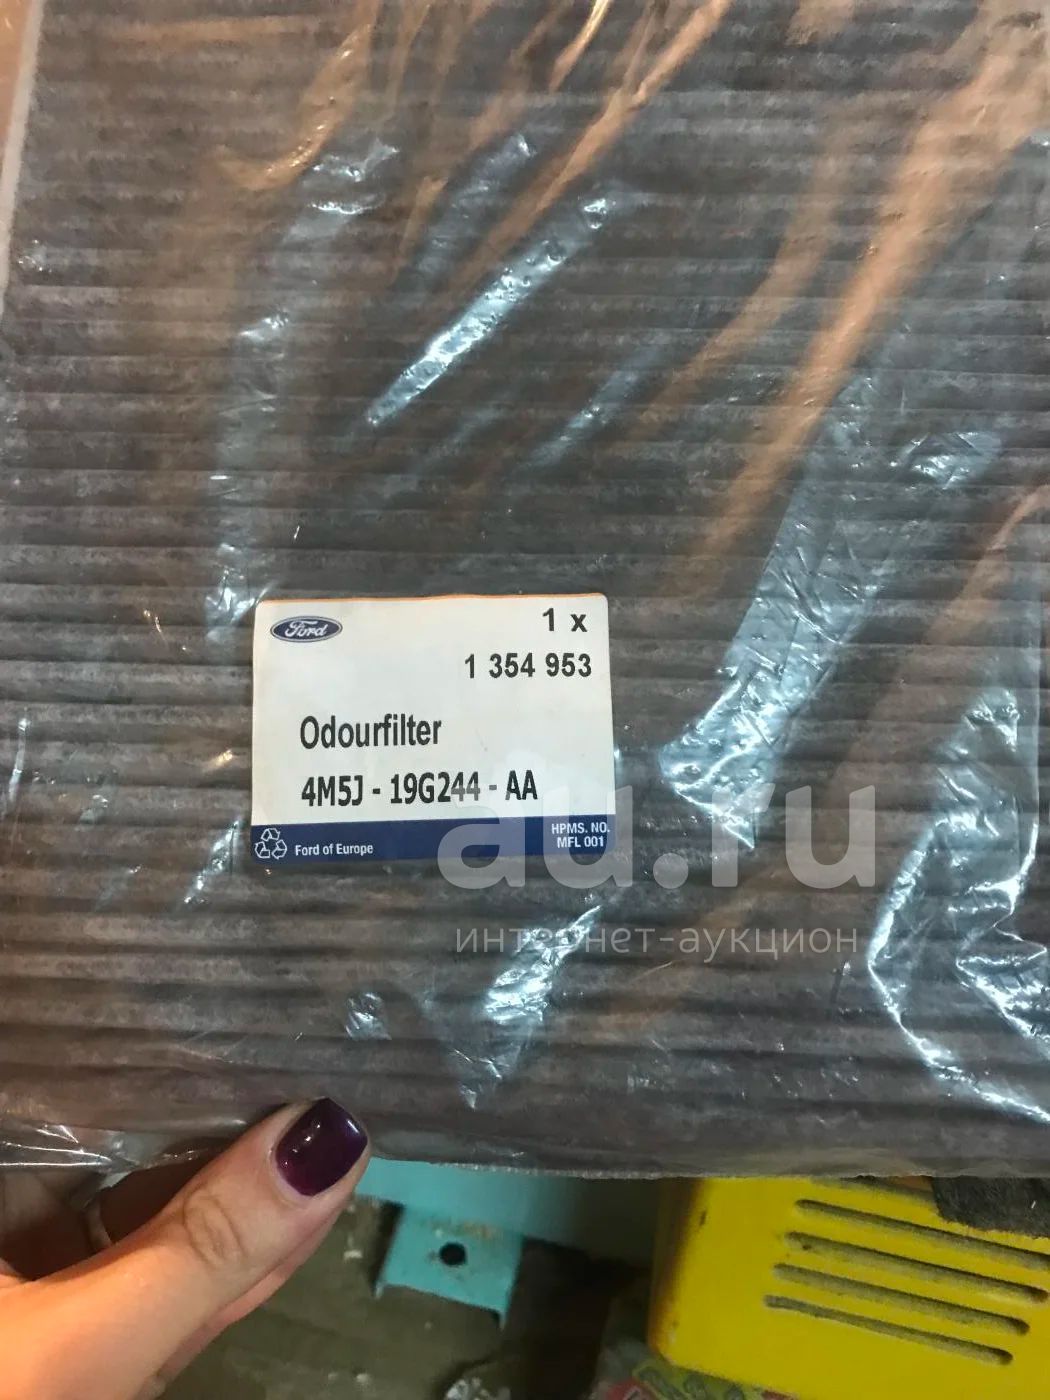 Ford
1 x
1 354 953
Odourfilter
4M5J - 19G244 - AA
Ford of Europe
HPMS. NO.
MFL 001
au.ru
интернет-аукцион